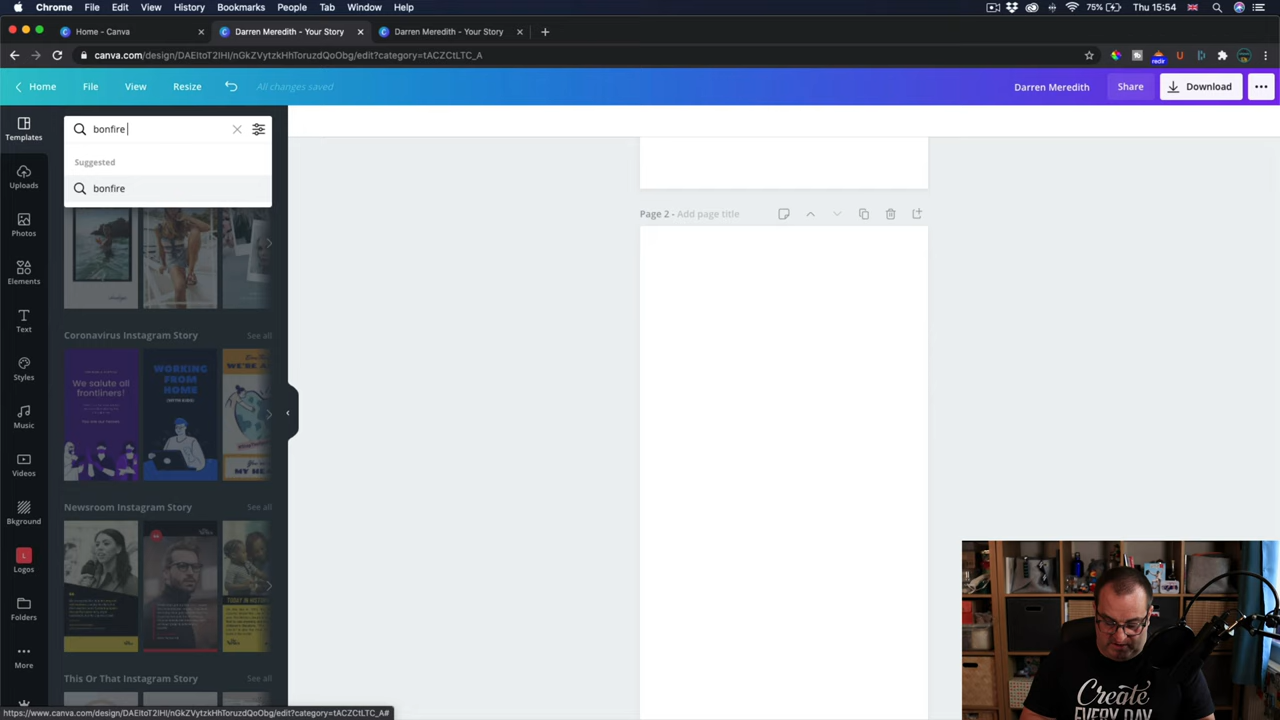 Chrome File Edit View History Bookmarks People Tab Window Help 75% Thu 15:54
Home - Canva Darren Meredith - Your Story Darren Meredith - Your Story
canva.com/design/DAEItoT2IHI/nGkZVytzkHhToruzdQoObg/edit?category=tACZCtLTC_A
Home File View Resize All changes saved Darren Meredith Share Download
Templates
Uploads
Photos
Elements
Text
Styles
Music
Videos
Bkground
Logos
Folders
More
bonfire
Suggested
bonfire
Coronavirus Instagram Story See all
We salute all
frontliners!
WORKING
FROM
HOME
Newsroom Instagram Story See all
TODAY IN HISTORY
This Or That Instagram Story See all
Page 2 - Add page title
Create
EVERY DAY
https://www.canva.com/design/DAEItoT2IHI/nGkZVytzkHhToruzdQoObg/edit?category=tACZCtLTC_A#